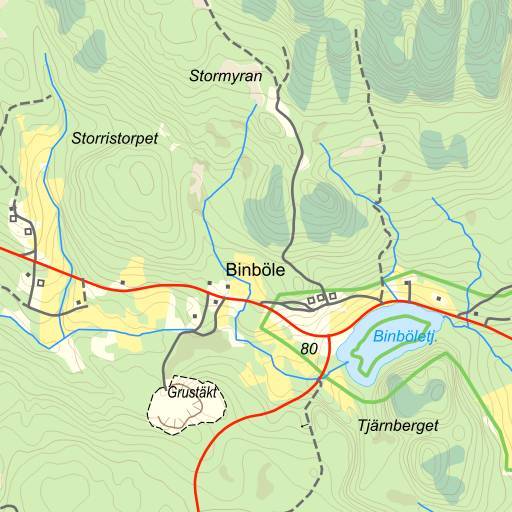 Stormyran
Storristorpet
Binböle
Binböletj.
80
Grustäkt
Tjärnberget